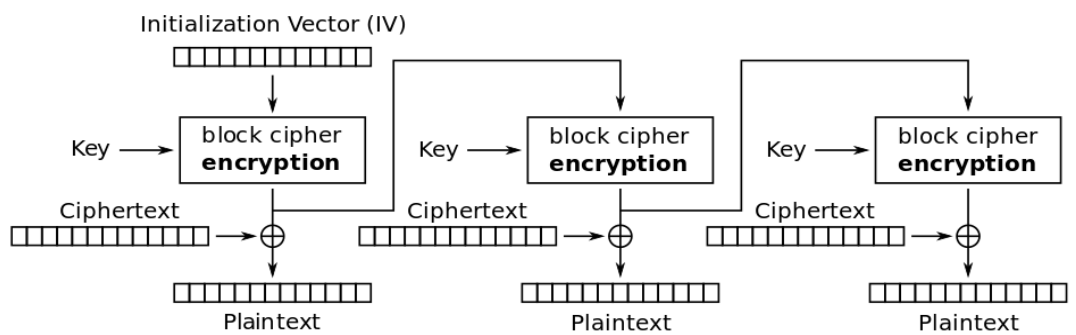 Initialization Vector (IV)
block cipher
encryption
Key
block cipher
encryption
Key
block cipher
encryption
Key
Ciphertext
Ciphertext
Ciphertext
Plaintext
Plaintext
Plaintext